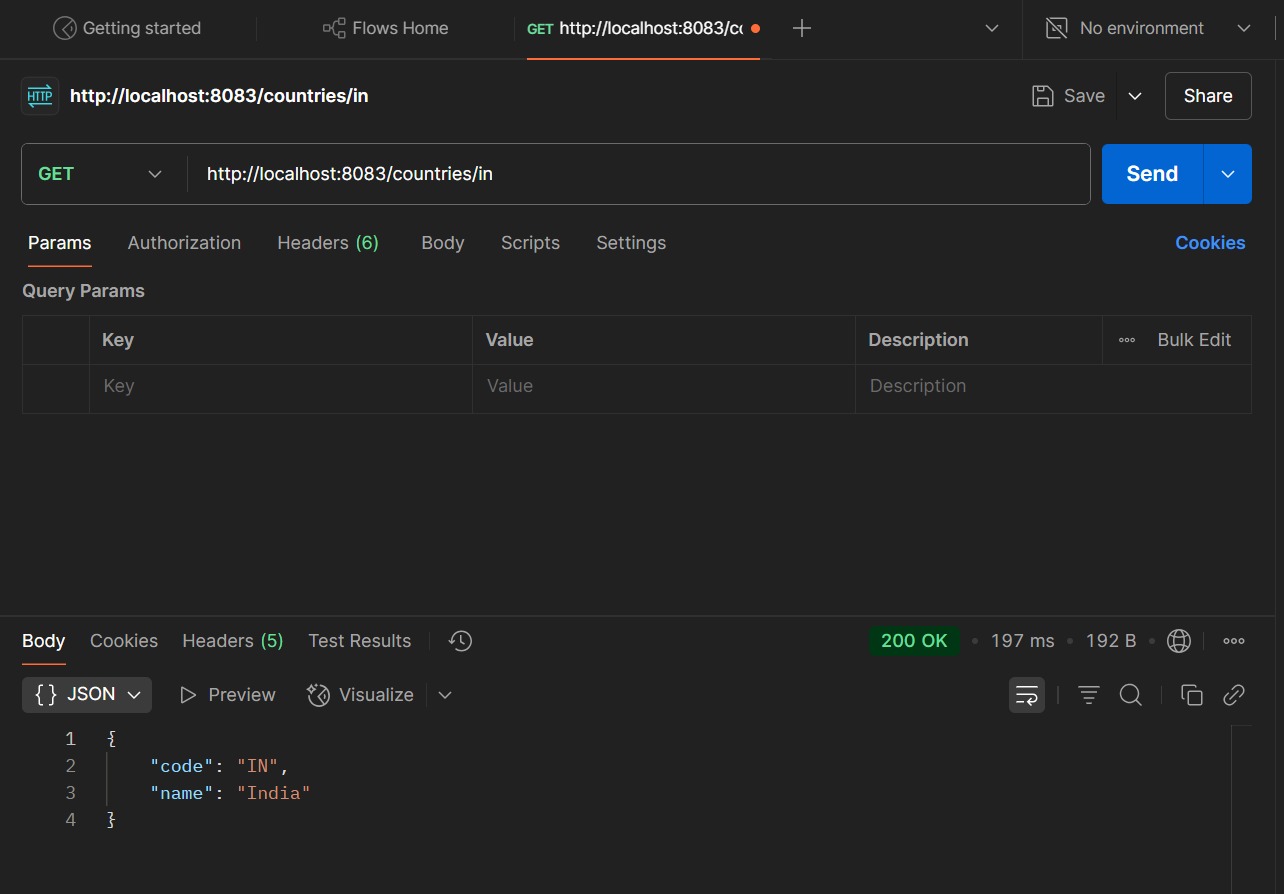 Getting started Flows Home GET http://localhost:8083/cc No environment
HTTP http://localhost:8083/countries/in Save Share
GET http://localhost:8083/countries/in Send
Params Authorization Headers (6) Body Scripts Settings Cookies
Query Params
Key Value Description Bulk Edit
Key Value Description
Body Cookies Headers (5) Test Results 200 OK 197 ms 192 B
{} JSON Preview Visualize
1 {
2 "code": "IN",
3 "name": "India"
4 }